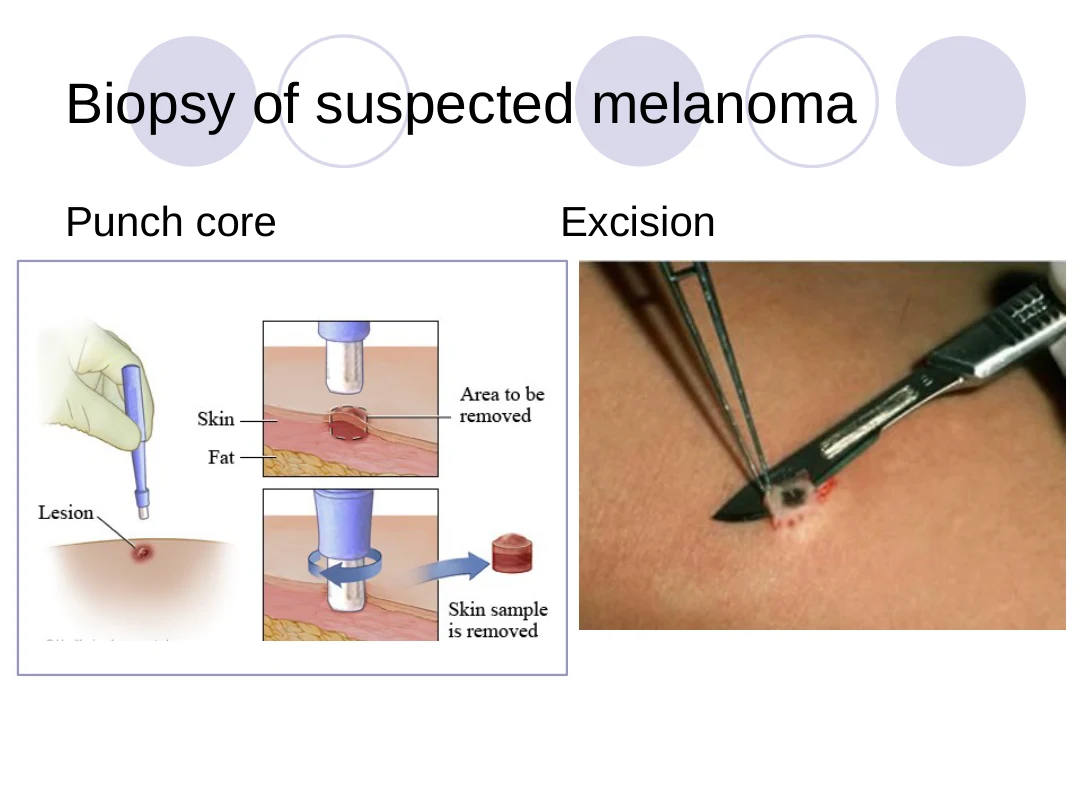 Biopsy of suspected melanoma
Punch core
Excision
Area to be
removed
Skin
Fat
Lesion
Skin sample
is removed